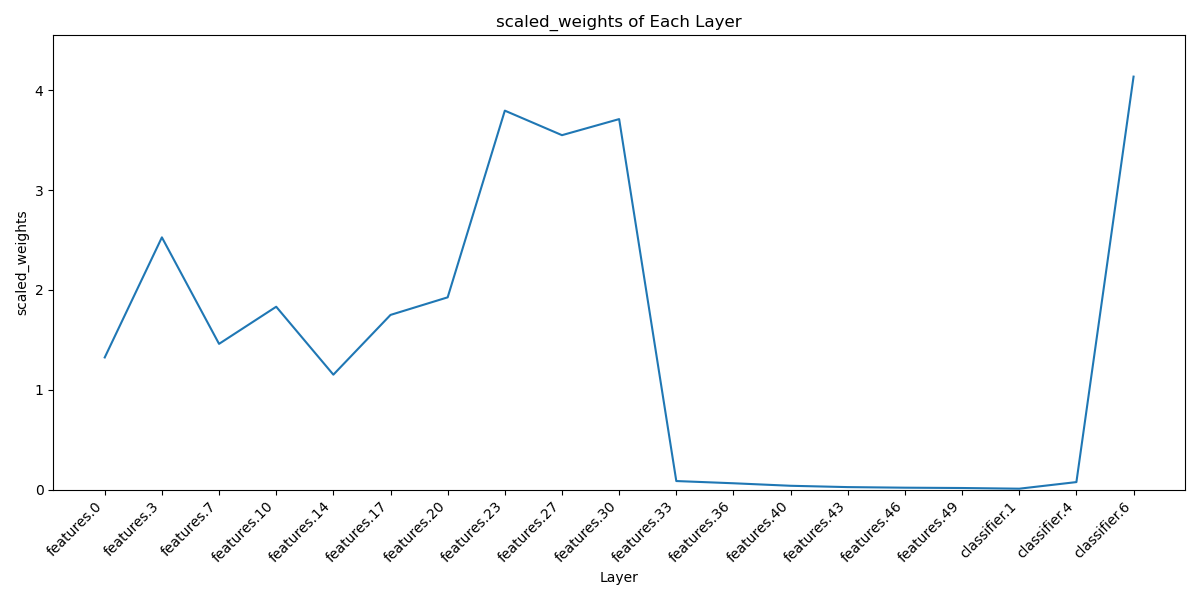 scaled_weights of Each Layer
scaled_weights
4
3
2
1
0
features.0
features.3
features.7
features.10
features.14
features.17
features.20
features.23
features.27
features.30
features.33
features.36
features.40
features.43
features.46
features.49
classifier.1
classifier.4
classifier.6
Layer